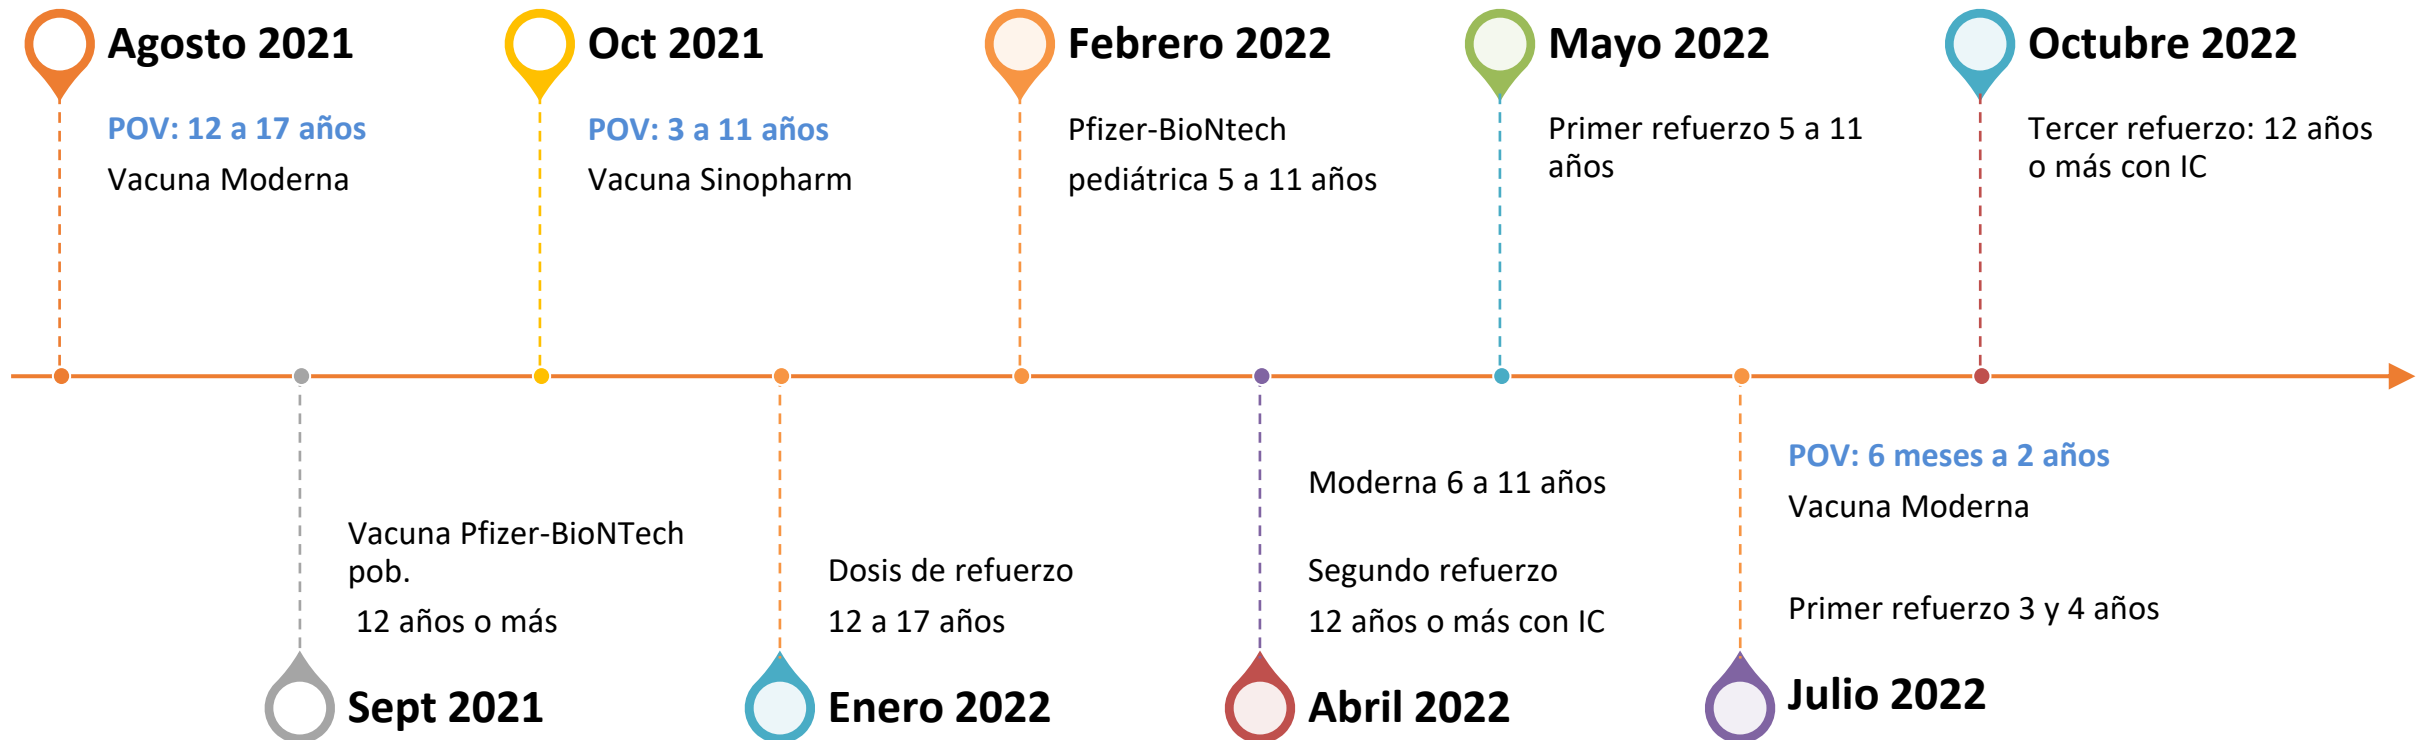 Agosto 2021
POV: 12 a 17 años
Vacuna Moderna
Oct 2021
POV: 3 a 11 años
Vacuna Sinopharm
Febrero 2022
Pfizer-BioNtech
pediátrica 5 a 11 años
Mayo 2022
Primer refuerzo 5 a 11
años
Octubre 2022
Tercer refuerzo: 12 años
o más con IC
Vacuna Pfizer-BioNTech
pob.
12 años o más
Sept 2021
Dosis de refuerzo
12 a 17 años
Enero 2022
Moderna 6 a 11 años
Segundo refuerzo
12 años o más con IC
Abril 2022
POV: 6 meses a 2 años
Vacuna Moderna
Primer refuerzo 3 y 4 años
Julio 2022